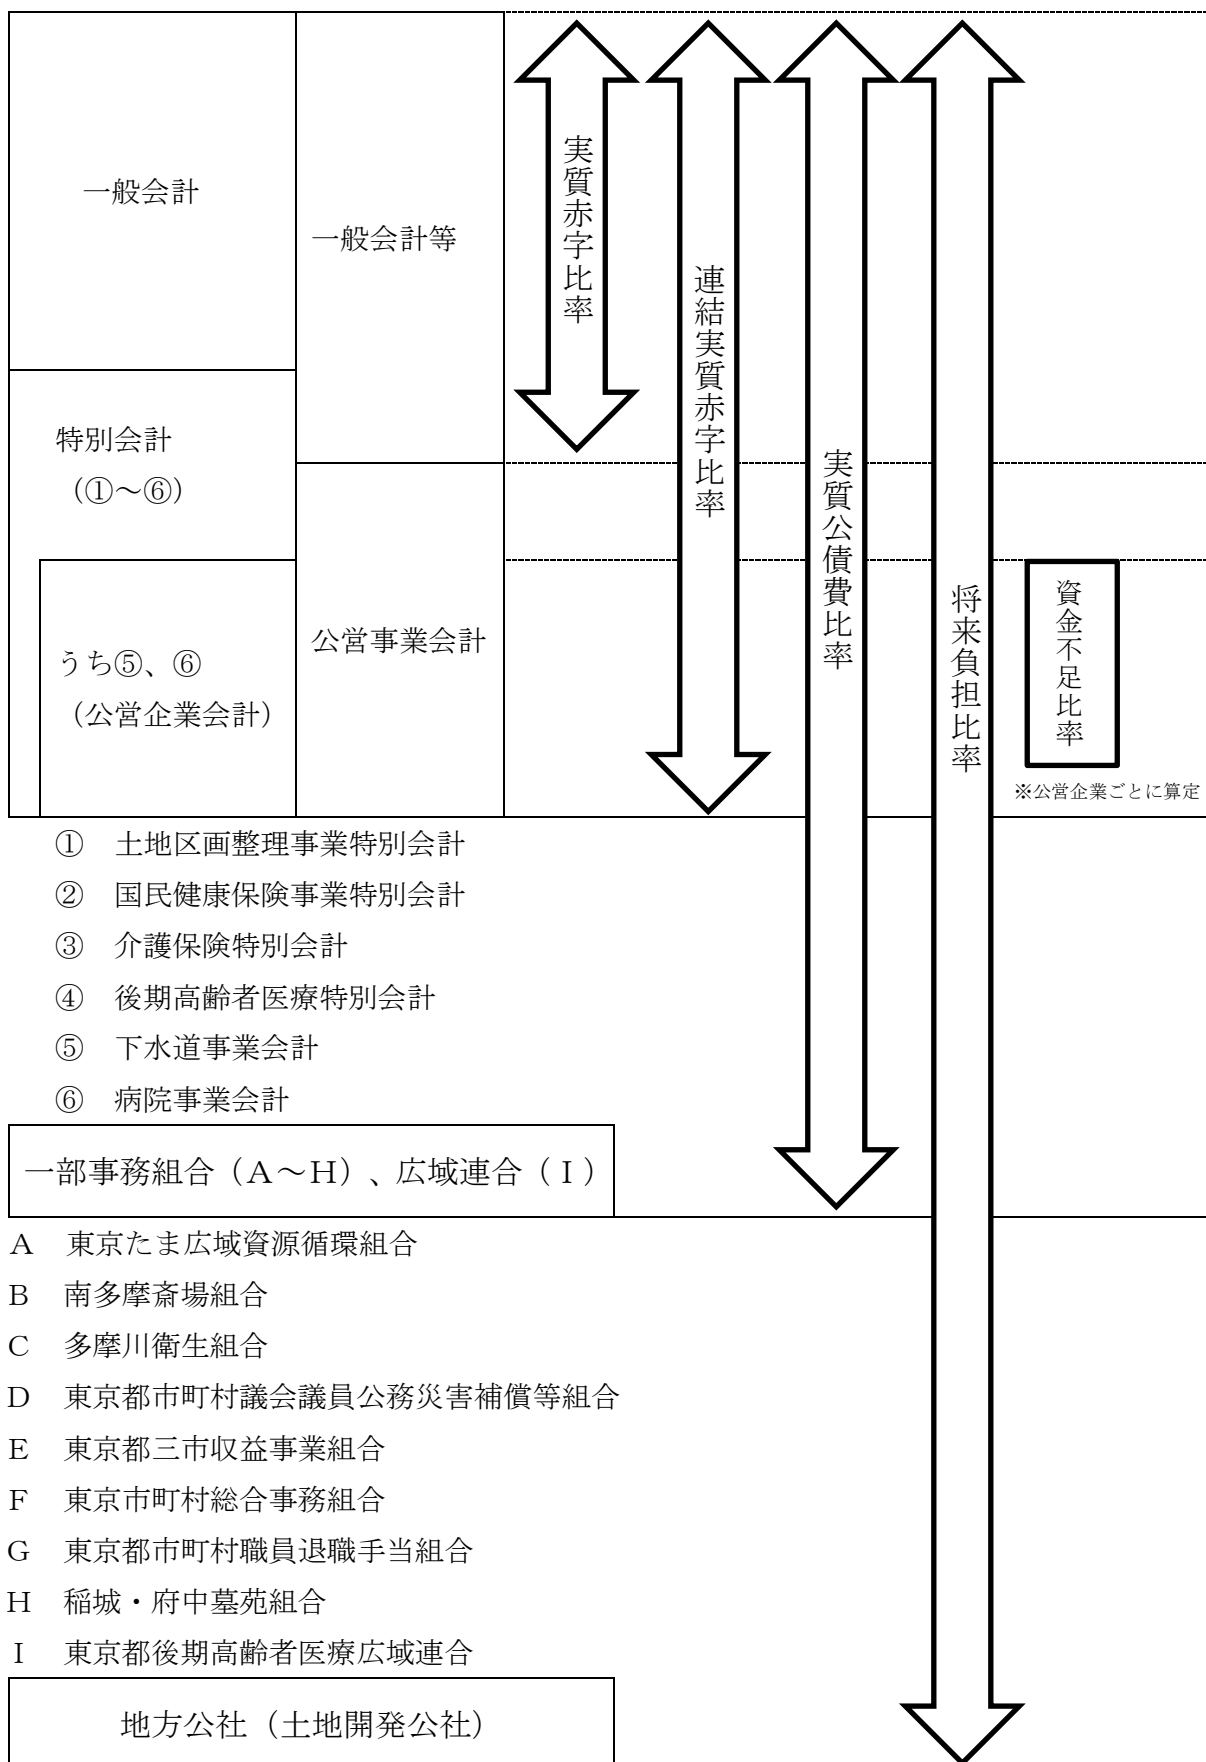 一般会計
一般会計等
特別会計
(①～⑥)
うち⑤、⑥
(公営企業会計)
公営事業会計
実質赤字比率
連結実質赤字比率
実質公債費比率
将来負担比率
資金不足比率
※公営企業ごとに算定
① 土地区画整理事業特別会計
② 国民健康保険事業特別会計
③ 介護保険特別会計
④ 後期高齢者医療特別会計
⑤ 下水道事業会計
⑥ 病院事業会計
一部事務組合（Ａ～Ｈ）、広域連合（Ｉ）
Ａ 東京たま広域資源循環組合
Ｂ 南多摩斎場組合
Ｃ 多摩川衛生組合
Ｄ 東京都市町村議会議員公務災害補償等組合
Ｅ 東京都三市収益事業組合
Ｆ 東京市町村総合事務組合
Ｇ 東京都市町村職員退職手当組合
Ｈ 稲城・府中墓苑組合
Ｉ 東京都後期高齢者医療広域連合
地方公社（土地開発公社）